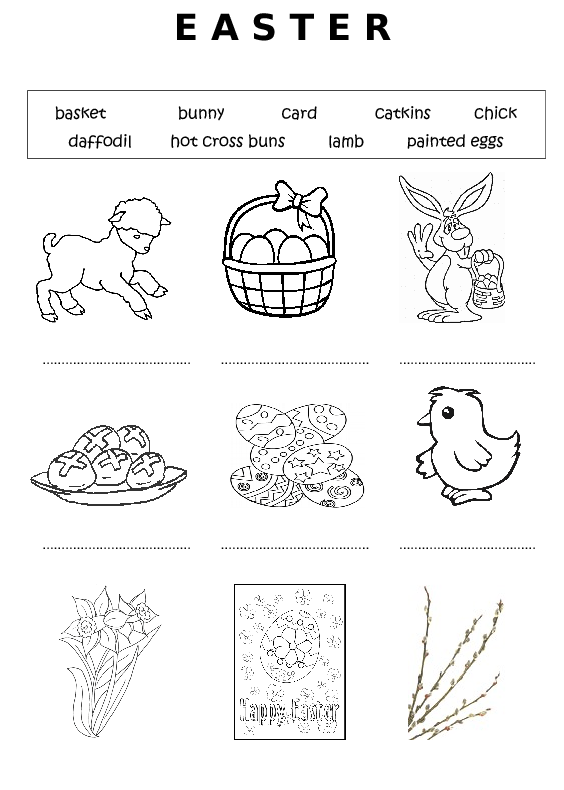 EASTER
basket bunny card catkins chick
daffodil hot cross buns lamb painted eggs
Happy Easter